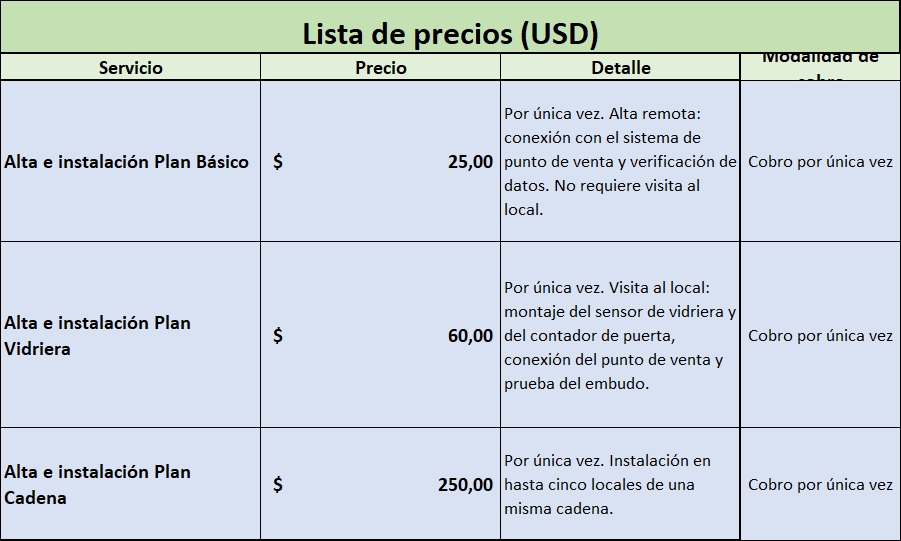 Lista de precios (USD)
Servicio
Precio
Detalle
Modalidad de
cobro
Alta e instalación Plan Básico
$ 25,00
Por única vez. Alta remota:
conexión con el sistema de
punto de venta y verificación de
datos. No requiere visita al
local.
Cobro por única vez
Alta e instalación Plan
Vidriera
$ 60,00
Por única vez. Visita al local:
montaje del sensor de vidriera y
del contador de puerta,
conexión del punto de venta y
prueba del embudo.
Cobro por única vez
Alta e instalación Plan
Cadena
$ 250,00
Por única vez. Instalación en
hasta cinco locales de una
misma cadena.
Cobro por única vez